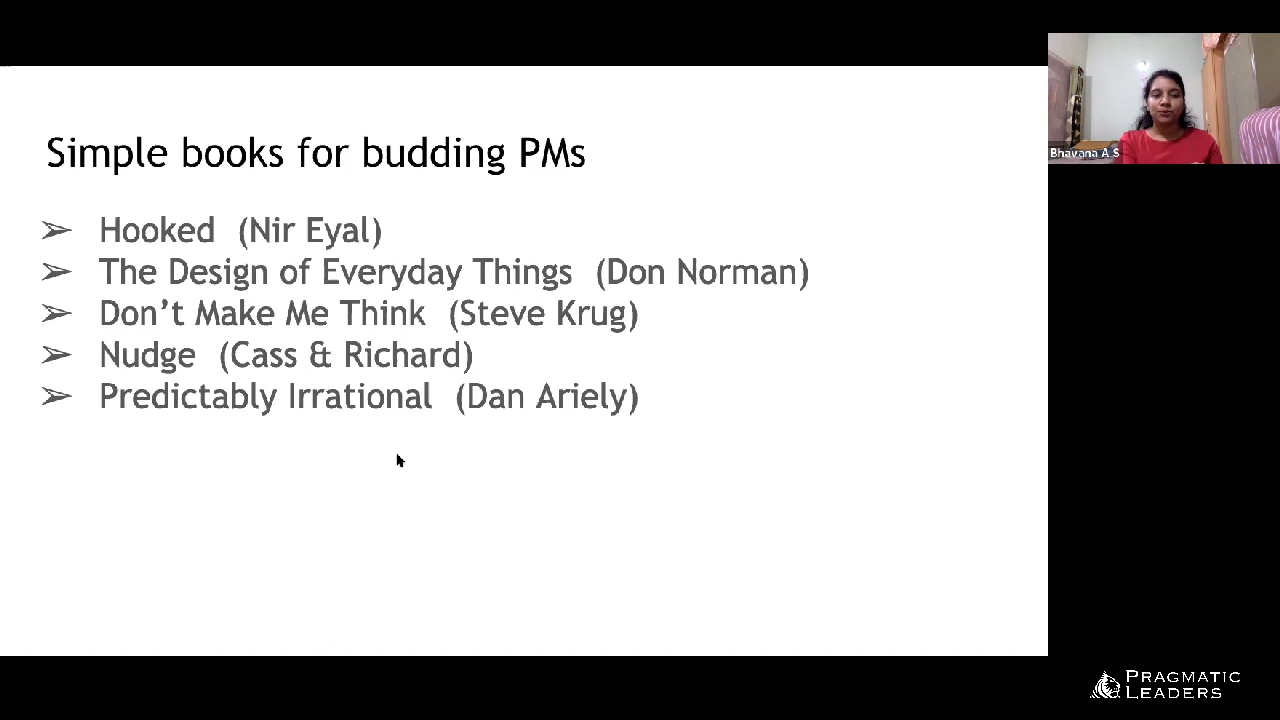 Simple books for budding PMs
➢ Hooked (Nir Eyal)
➢ The Design of Everyday Things (Don Norman)
➢ Don’t Make Me Think (Steve Krug)
➢ Nudge (Cass & Richard)
➢ Predictably Irrational (Dan Ariely)
Bhavana A S
PRAGMATIC
LEADERS